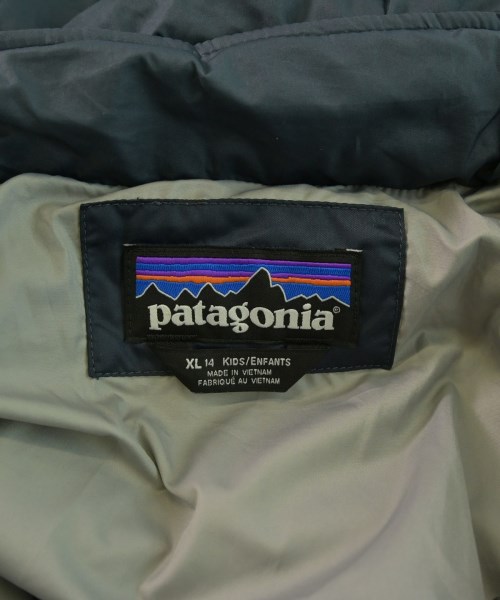 patagonia®
XL 14 KIDS/ENFANTS
MADE IN VIETNAM
FABRIQUÉ AU VIETNAM